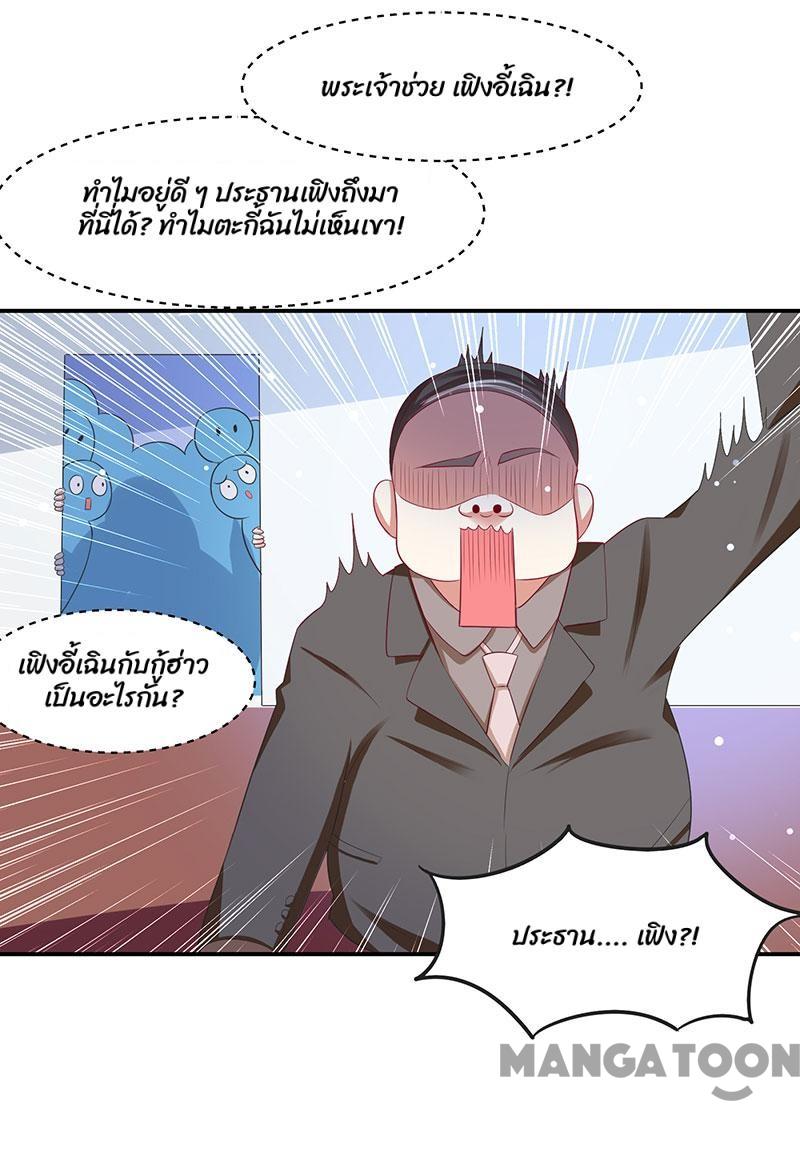 พระเจ้าช่วย เฟิงอี้เฉิน?!
ทำไมอยู่ดี ๆ ประธานเฟิงถึงมา
ที่นี่ได้? ทำไมตะกี้ฉันไม่เห็นเขา!
เฟิงอี้เฉินกับกู้ฮ่าว
เป็นอะไรกัน?
ประธาน.... เฟิง?!
MANGATOON